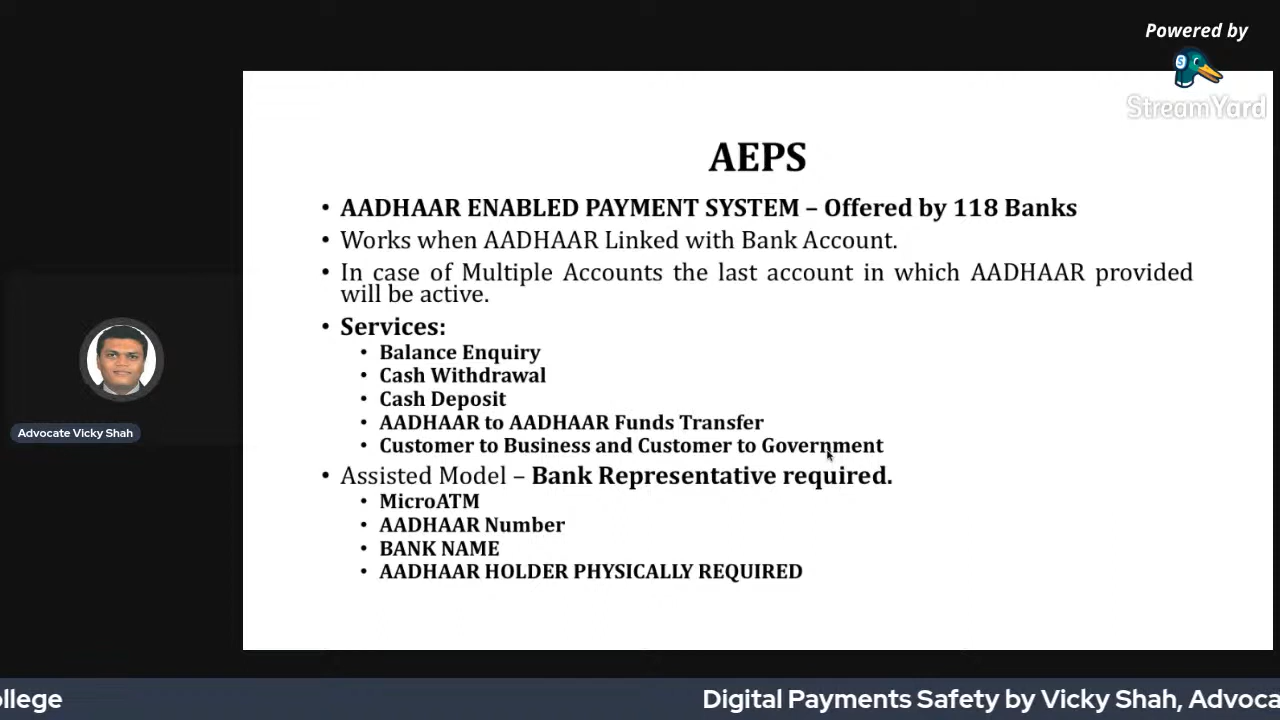 Powered by
StreamYard
AEPS
• AADHAAR ENABLED PAYMENT SYSTEM – Offered by 118 Banks
• Works when AADHAAR Linked with Bank Account.
• In case of Multiple Accounts the last account in which AADHAAR provided
will be active.
• Services:
• Balance Enquiry
• Cash Withdrawal
• Cash Deposit
• AADHAAR to AADHAAR Funds Transfer
• Customer to Business and Customer to Government
• Assisted Model – Bank Representative required.
• MicroATM
• AADHAAR Number
• BANK NAME
• AADHAAR HOLDER PHYSICALLY REQUIRED
Advocate Vicky Shah
ollege Digital Payments Safety by Vicky Shah, Advoca